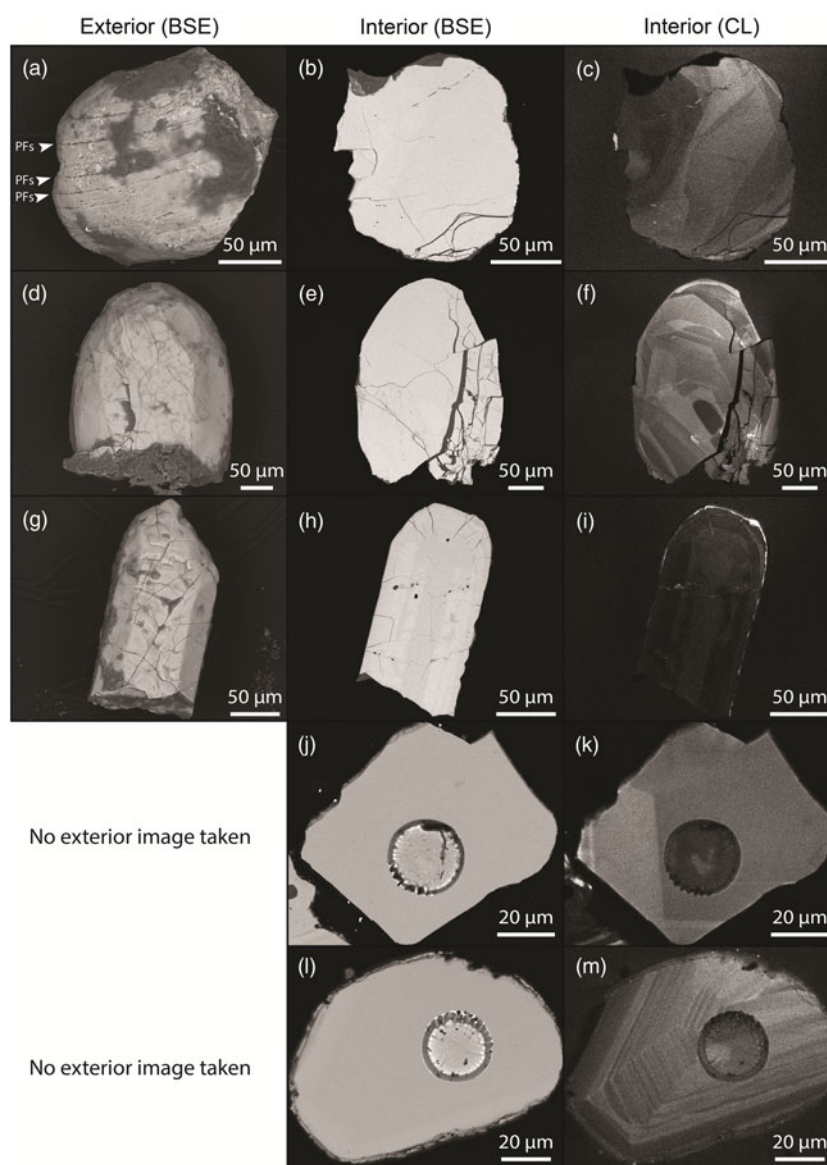 Exterior (BSE) Interior (BSE) Interior (CL)
(a) (b) (c)
PFs
PFs
PFs
50 µm 50 µm 50 µm
(d) (e) (f)
50 µm 50 µm 50 µm
(g) (h) (i)
50 µm 50 µm 50 µm
(j) (k)
No exterior image taken
20 µm 20 µm
(l) (m)
No exterior image taken
20 µm 20 µm